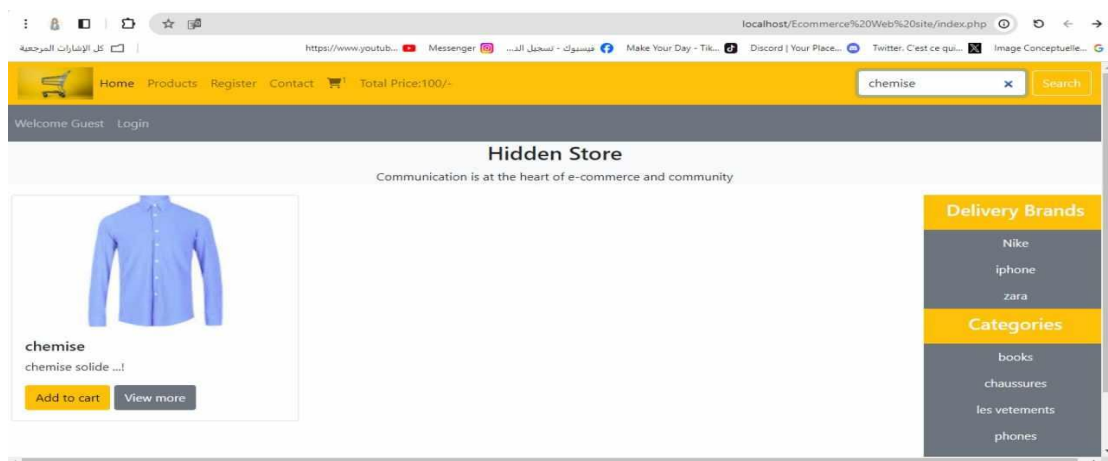 localhost/Ecommerce%20Web%20site/index.php
كل الإشارات المرجعية
https://www.youtub... Messenger فيسبوك - تسجيل الد... Make Your Day - Tik... Discord | Your Place... Twitter. C'est ce qui... Image Conceptuelle...
Home Products Register Contact 1 Total Price:100/- chemise Search
Welcome Guest Login
Hidden Store
Communication is at the heart of e-commerce and community
chemise
chemise solide ...!
Add to cart View more
Delivery Brands
Nike
iphone
zara
Categories
books
chaussures
les vetements
phones